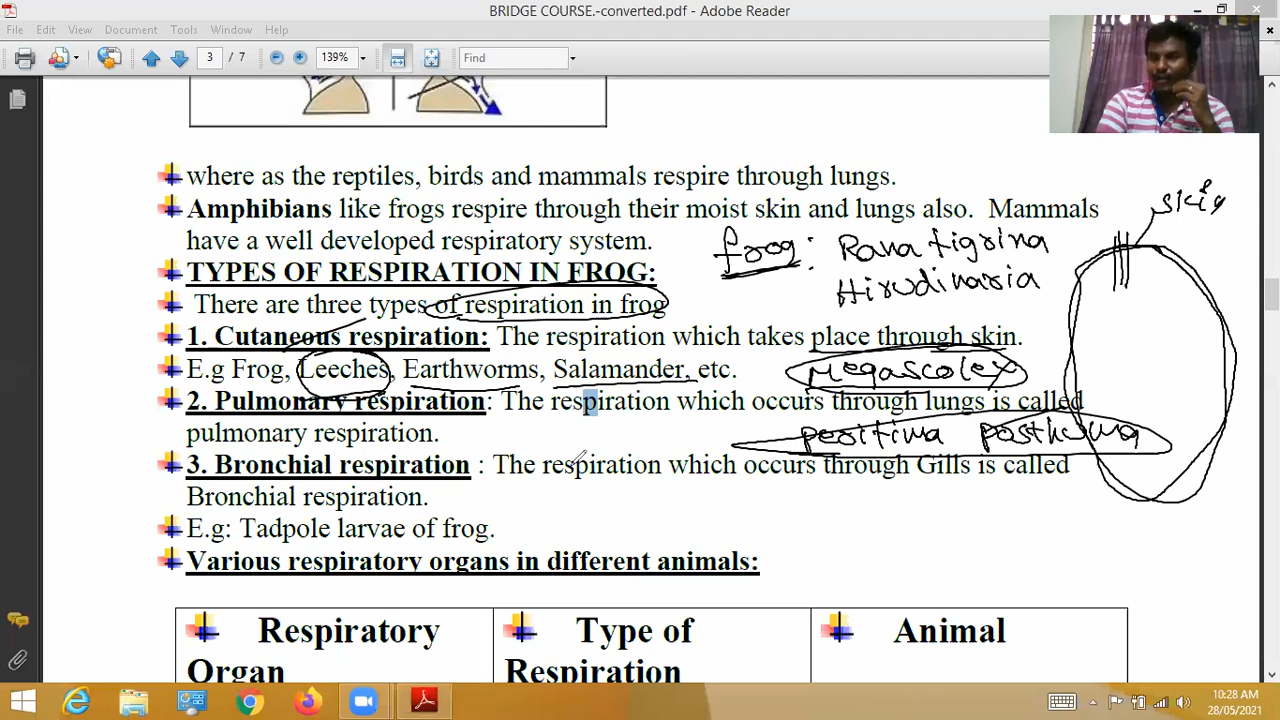 BRIDGE COURSE.-converted.pdf - Adobe Reader
File Edit View Document Tools Window Help
3 / 7 139% Find
where as the reptiles, birds and mammals respire through lungs.
Amphibians like frogs respire through their moist skin and lungs also. Mammals
have a well developed respiratory system.
frog : Rana tigrina
skin
TYPES OF RESPIRATION IN FROG:
Hirudinaria
There are three types of respiration in frog
1. Cutaneous respiration: The respiration which takes place through skin.
E.g Frog, Leeches, Earthworms, Salamander, etc.
Megascolex
2. Pulmonary respiration: The respiration which occurs through lungs is called
pulmonary respiration.
peritima posthuma
3. Bronchial respiration : The respiration which occurs through Gills is called
Bronchial respiration.
E.g: Tadpole larvae of frog.
Various respiratory organs in different animals:
Respiratory Organ
Type of Respiration
Animal
10:28 AM
28/05/2021